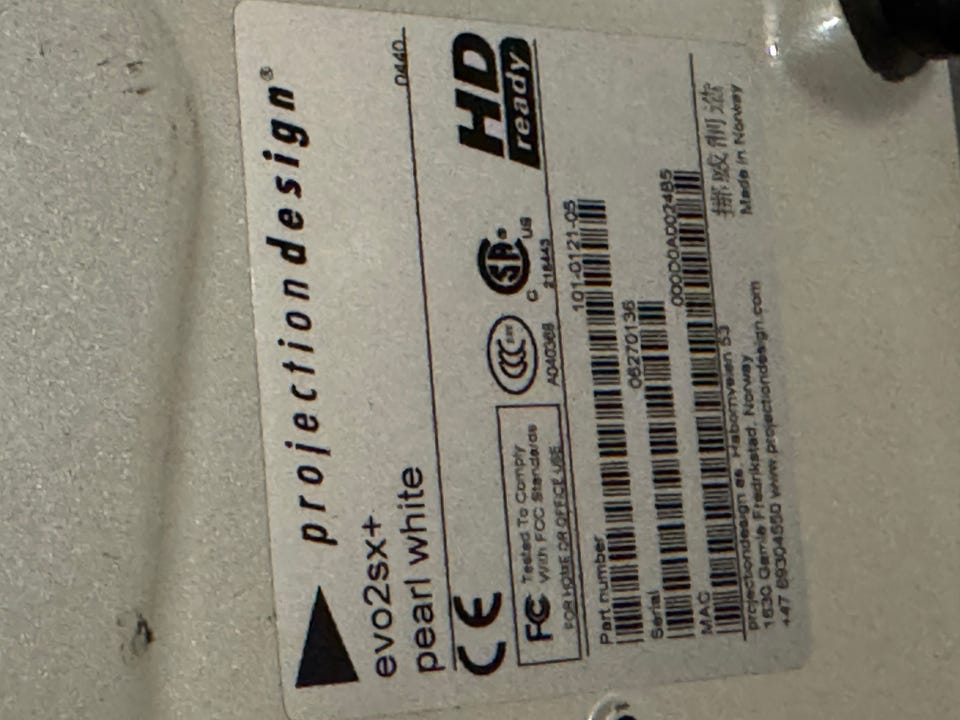 projectiondesign®
evo2sx+
pearl white
0440
HD
ready
CE
FC Tested To Comply
With FCC Standards
FOR HOME OR OFFICE USE
CCC
A040368
SA
C US
218443
Part number
101-0121-05
Serial
06270136
MAC
000D0A002485
projectiondesign as, Habornveien 53
1630 Gamle Fredrikstad, Norway
+47 69304550 www.projectiondesign.com
挪威制造
Made in Norway